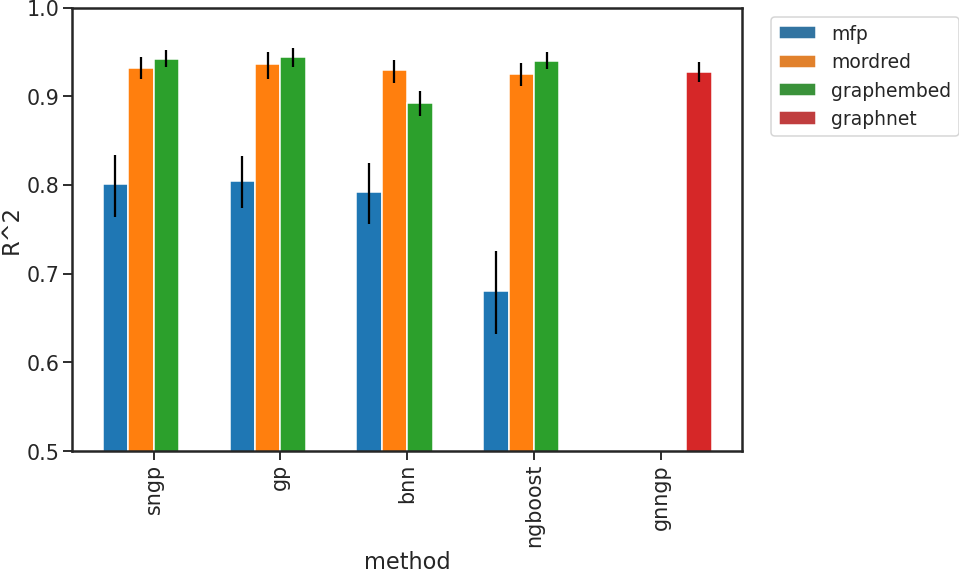 1.0
0.9
0.8
0.7
0.6
0.5
R^2
sngp
gp
bnn
ngboost
gnngp
method
mfp
mordred
graphembed
graphnet